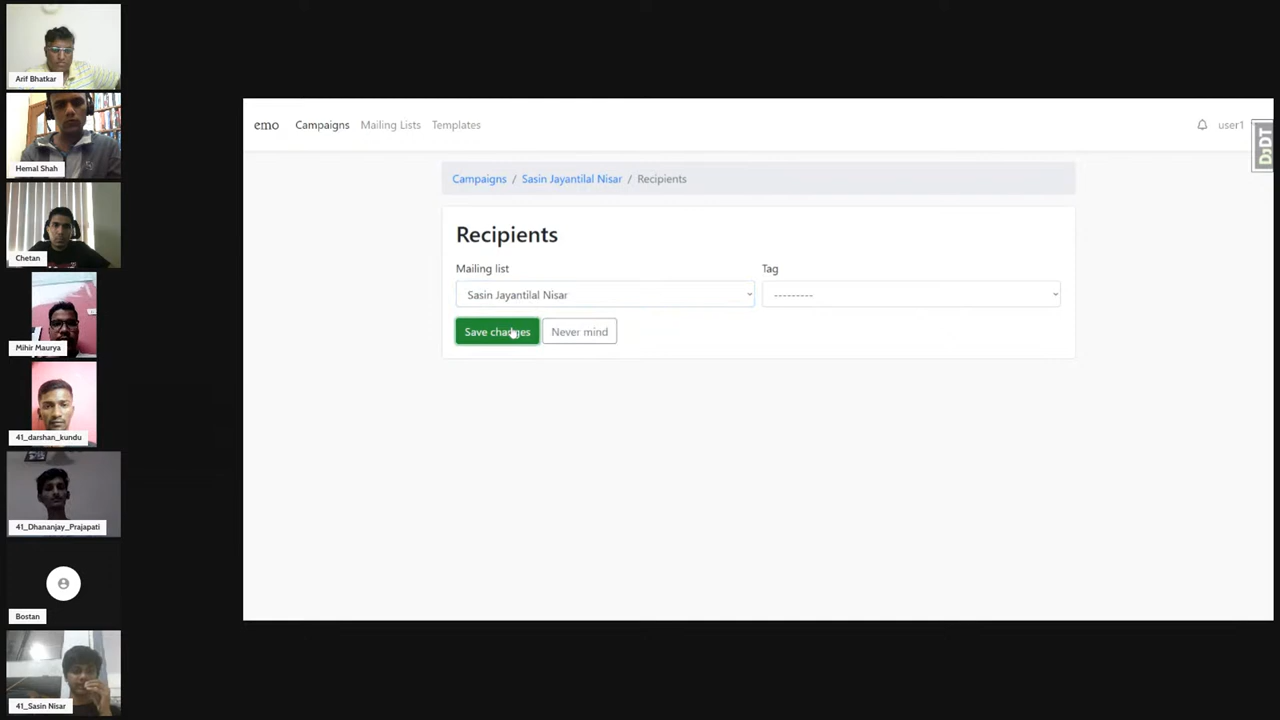 Arif Bhatkar
Hemal Shah
Chetan
Mihir Maurya
41_darshan_kundu
41_Dhananjay_Prajapati
Bostan
41_Sasin Nisar
emo Campaigns Mailing Lists Templates user1
DJDT
Campaigns / Sasin Jayantilal Nisar / Recipients
Recipients
Mailing list Tag
Sasin Jayantilal Nisar ---------
Save changes Never mind